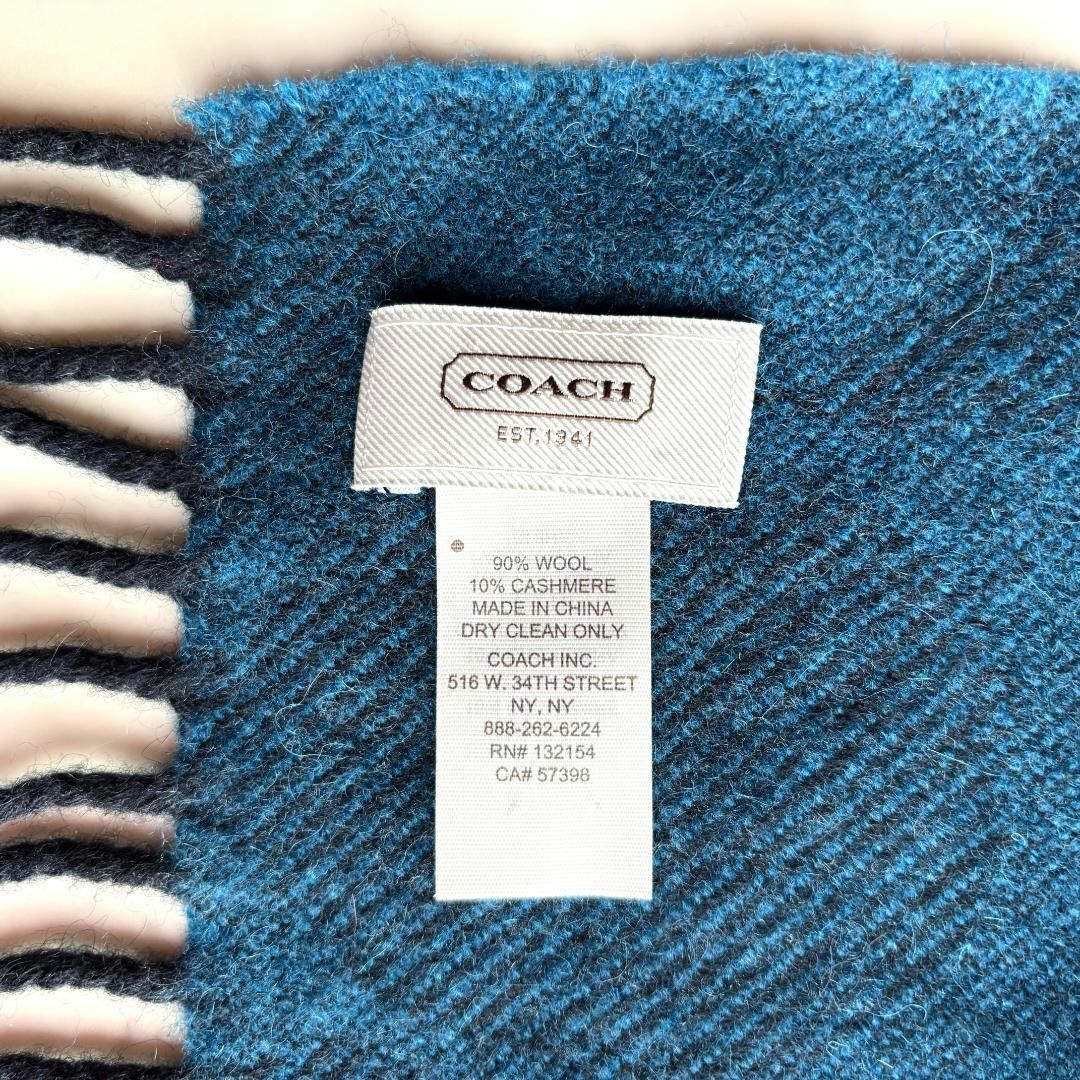 COACH
EST. 1941
90% WOOL
10% CASHMERE
MADE IN CHINA
DRY CLEAN ONLY
COACH INC.
516 W. 34TH STREET
NY, NY
888-262-6224
RN# 132154
CA# 57398